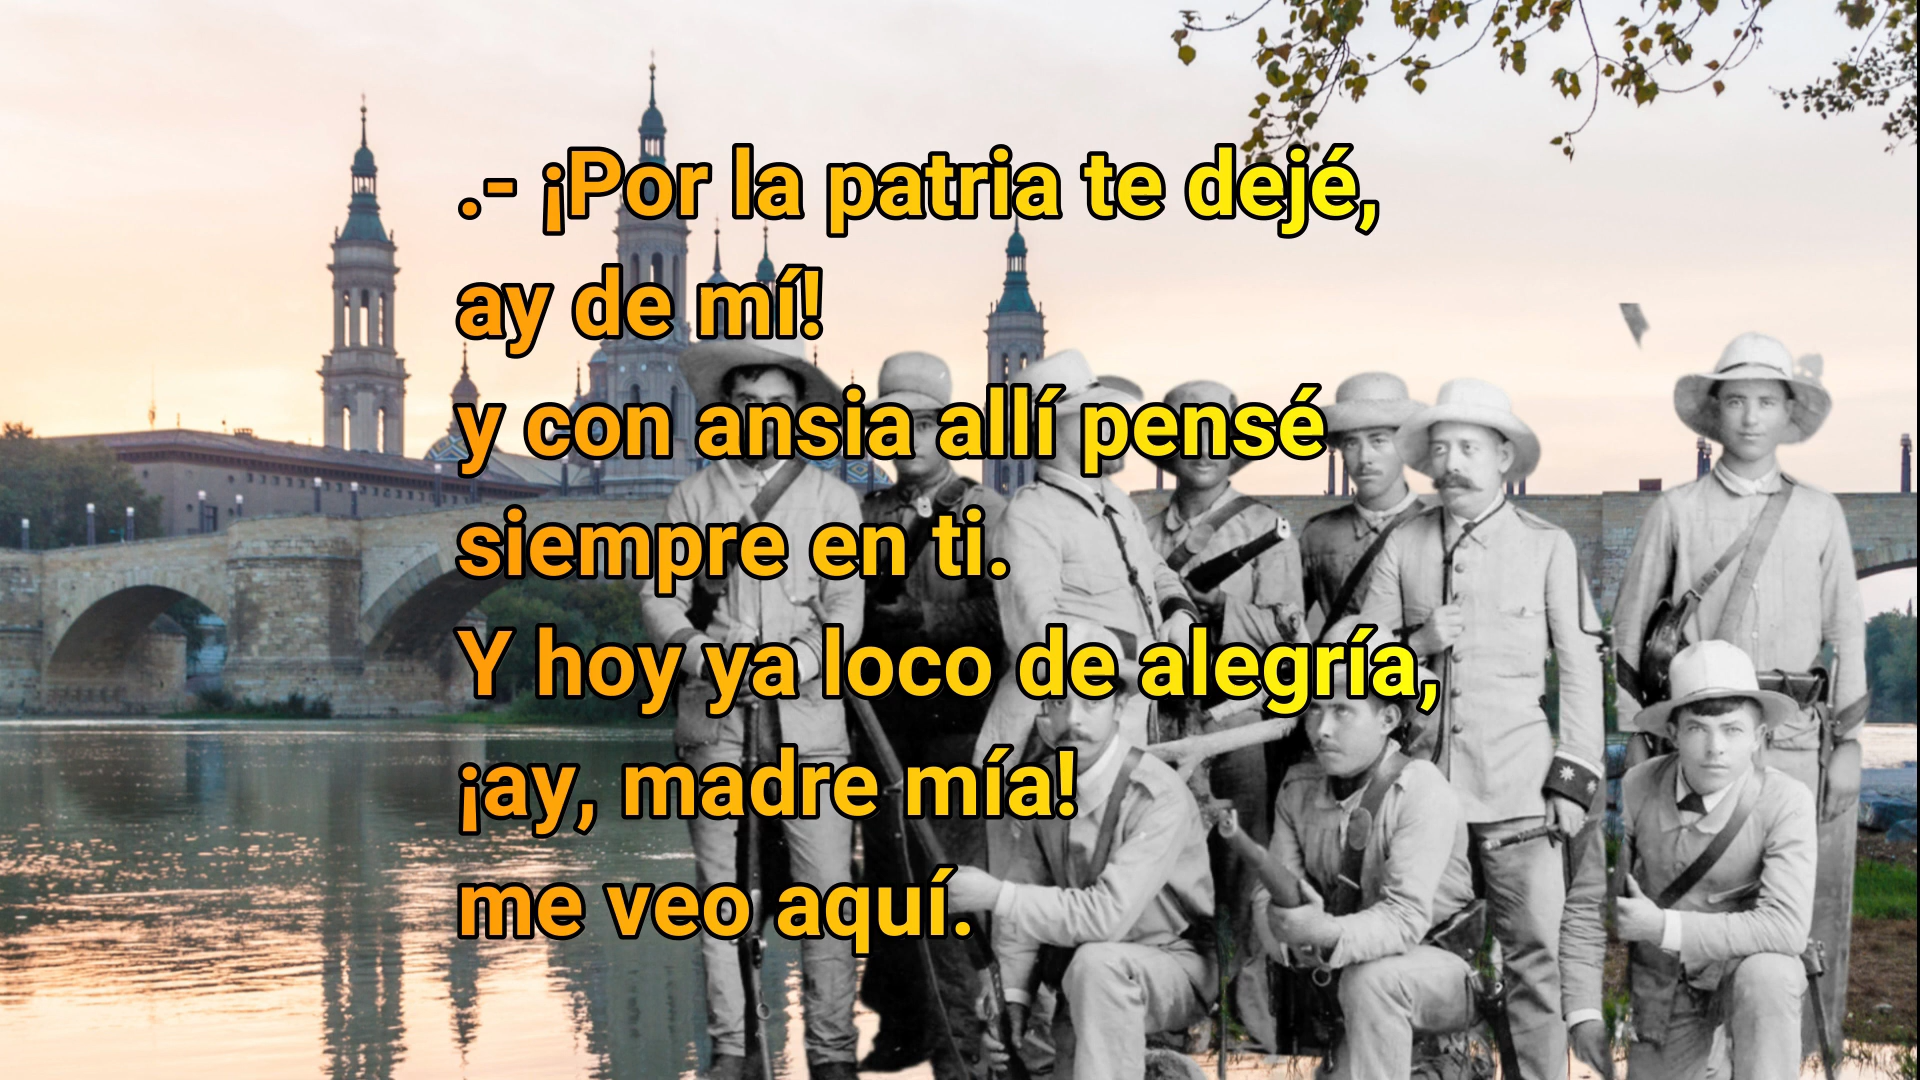 .- ¡Por la patria te dejé,
ay de mí!
y con ansia allí pensé
siempre en ti.
Y hoy ya loco de alegría,
¡ay, madre mía!
me veo aquí.